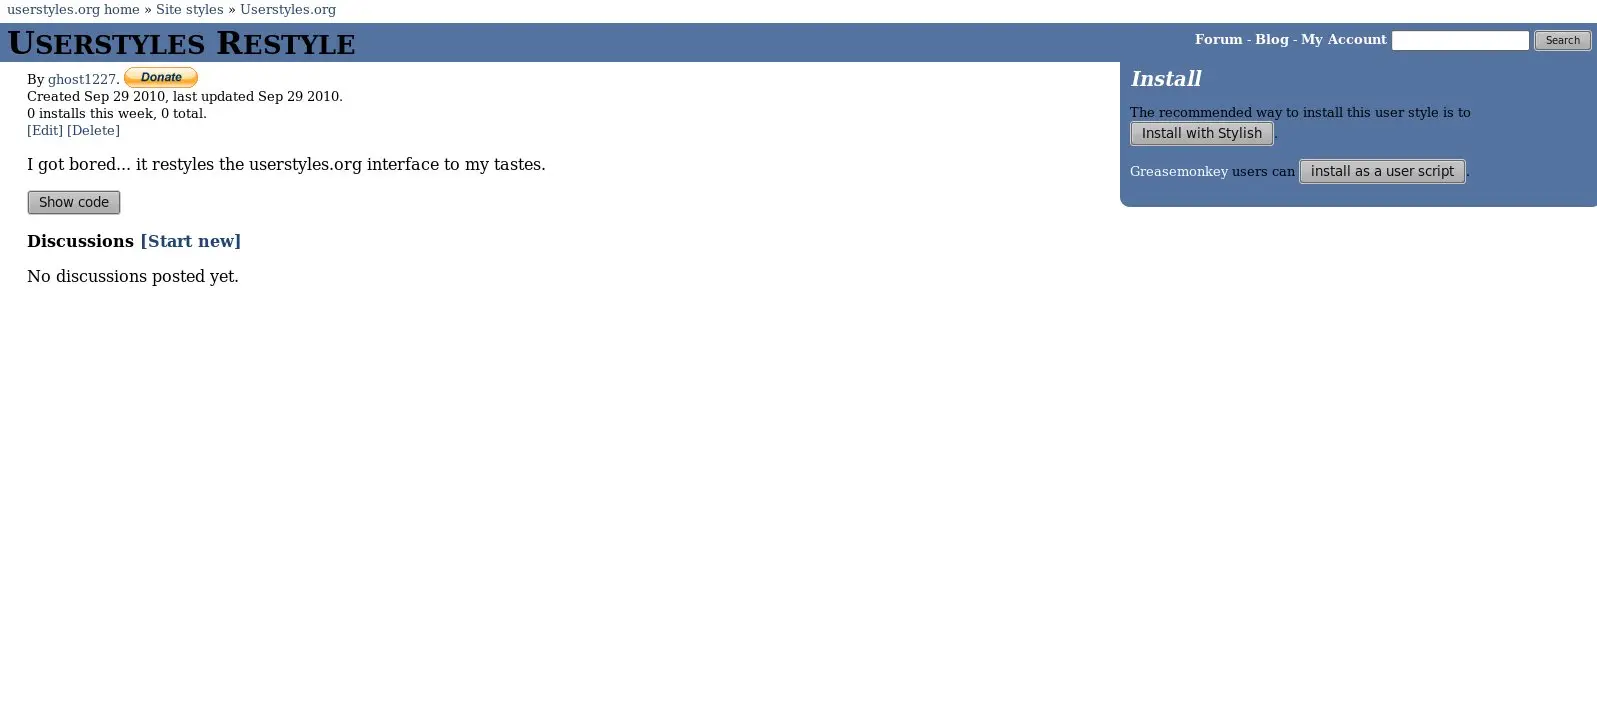 userstyles.org home » Site styles » Userstyles.org
Userstyles Restyle
Forum - Blog - My Account Search
By ghost1227. Donate
Created Sep 29 2010, last updated Sep 29 2010.
0 installs this week, 0 total.
[Edit] [Delete]
I got bored... it restyles the userstyles.org interface to my tastes.
Show code
Discussions [Start new]
No discussions posted yet.
Install
The recommended way to install this user style is to
Install with Stylish.
Greasemonkey users can install as a user script.